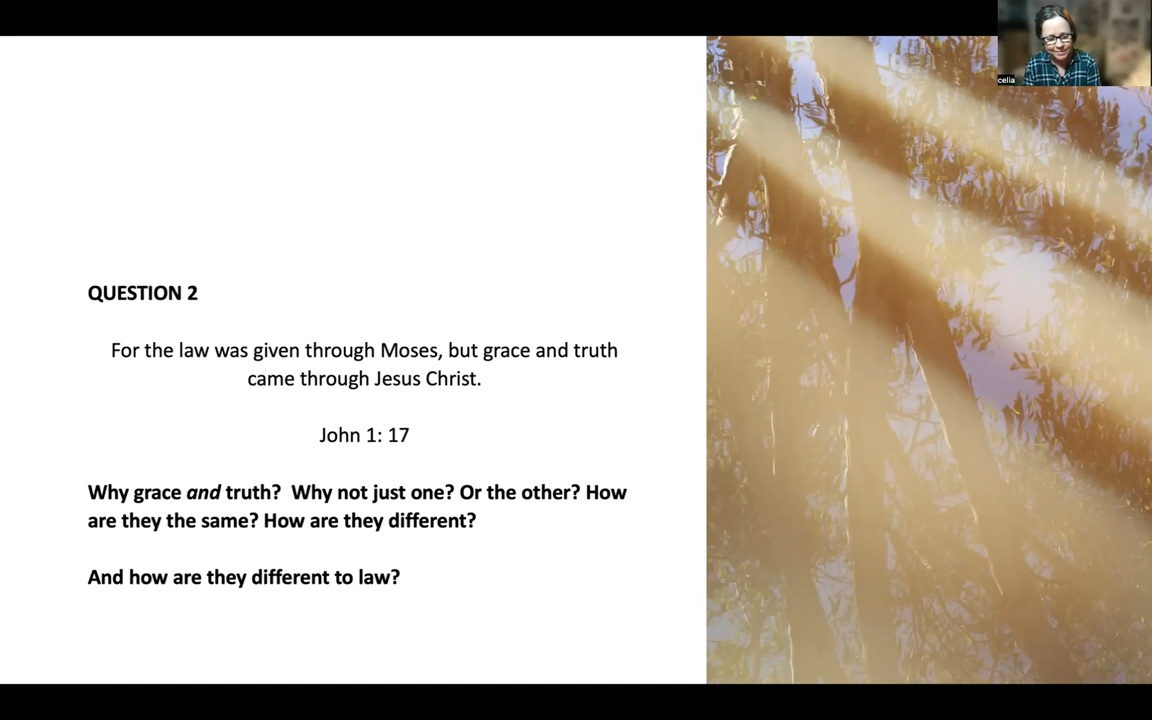 celia
QUESTION 2
For the law was given through Moses, but grace and truth
came through Jesus Christ.
John 1: 17
Why grace and truth?  Why not just one? Or the other? How
are they the same? How are they different?
And how are they different to law?